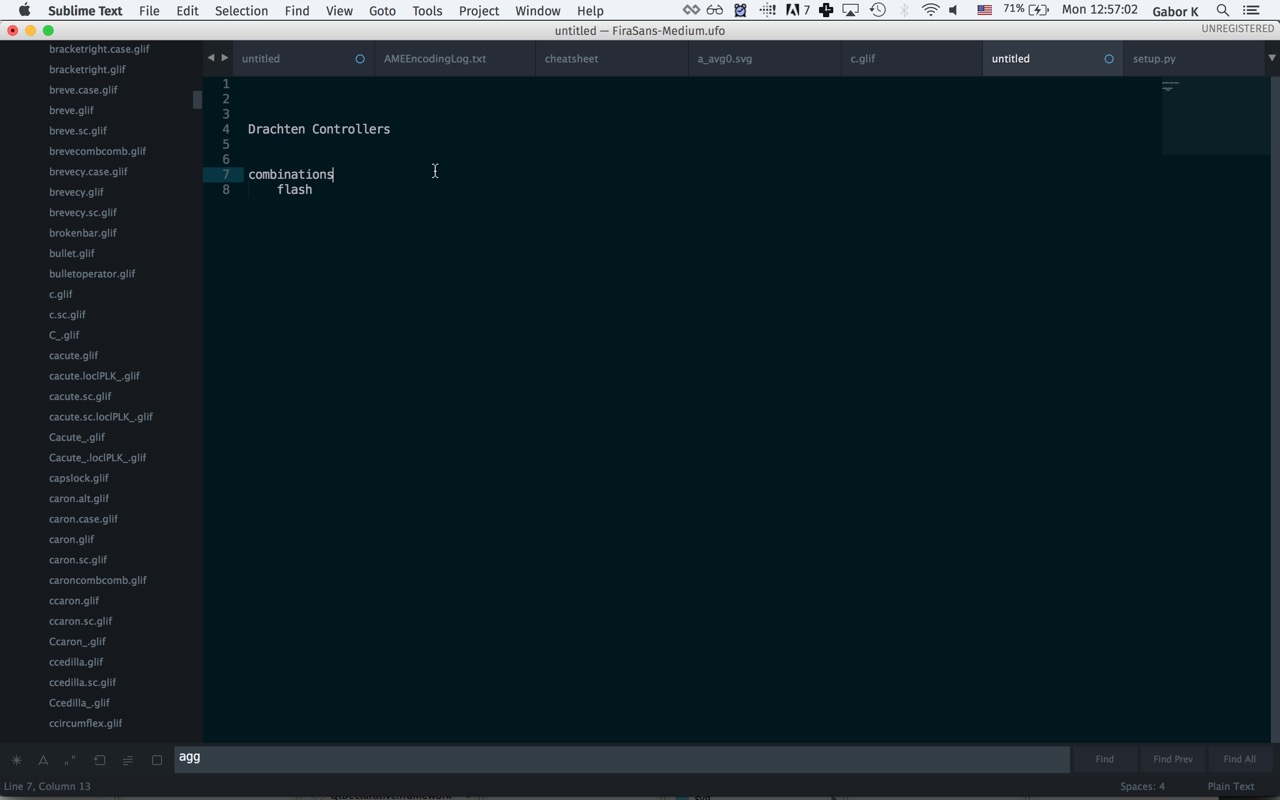 Sublime Text File Edit Selection Find View Goto Tools Project Window Help 7 71% Mon 12:57:02 Gabor K
untitled — FiraSans-Medium.ufo UNREGISTERED
untitled AMEEncodingLog.txt cheatsheet a_avg0.svg c.glif untitled setup.py
bracketright.case.glif
bracketright.glif
breve.case.glif
breve.glif
breve.sc.glif
brevecombcomb.glif
brevecy.case.glif
brevecy.glif
brevecy.sc.glif
brokenbar.glif
bullet.glif
bulletoperator.glif
c.glif
c.sc.glif
C_.glif
cacute.glif
cacute.loclPLK_.glif
cacute.sc.glif
cacute.sc.loclPLK_.glif
Cacute_.glif
Cacute_.loclPLK_.glif
capslock.glif
caron.alt.glif
caron.case.glif
caron.glif
caron.sc.glif
caroncombcomb.glif
ccaron.glif
ccaron.sc.glif
Ccaron_.glif
ccedilla.glif
ccedilla.sc.glif
Ccedilla_.glif
ccircumflex.glif
1
2
3
4 Drachten Controllers
5
6
7 combinations
8 flash
agg Find Find Prev Find All
Line 7, Column 13 Spaces: 4 Plain Text